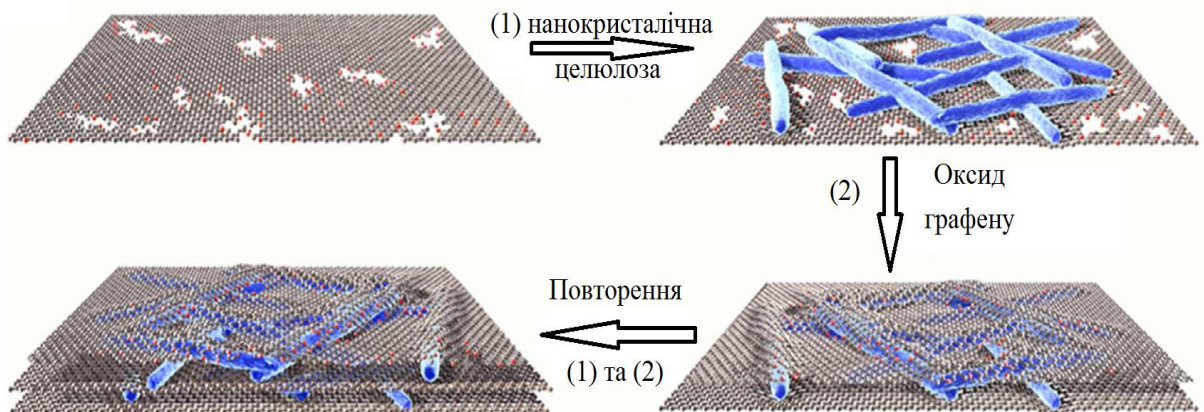 (1) нанокристалічна
целюлоза
(2)
Оксид
графену
Повторення
(1) та (2)